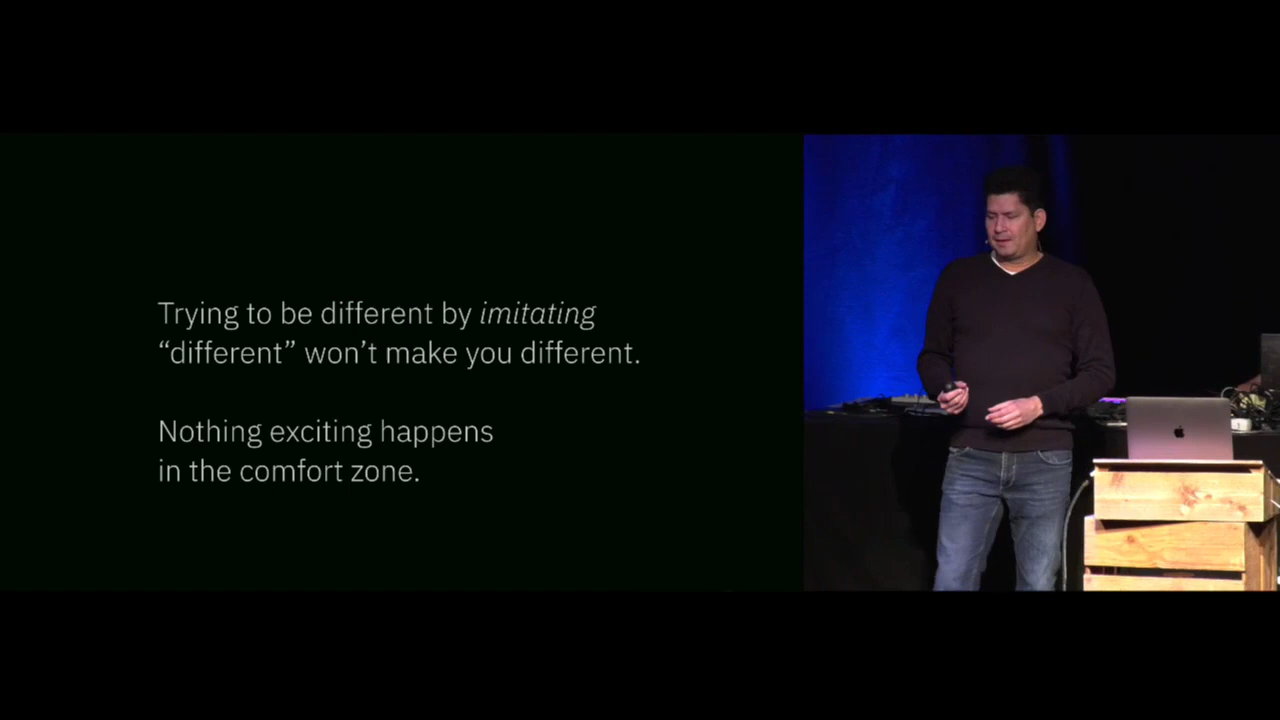 Trying to be different by imitating
“different” won’t make you different.
Nothing exciting happens
in the comfort zone.